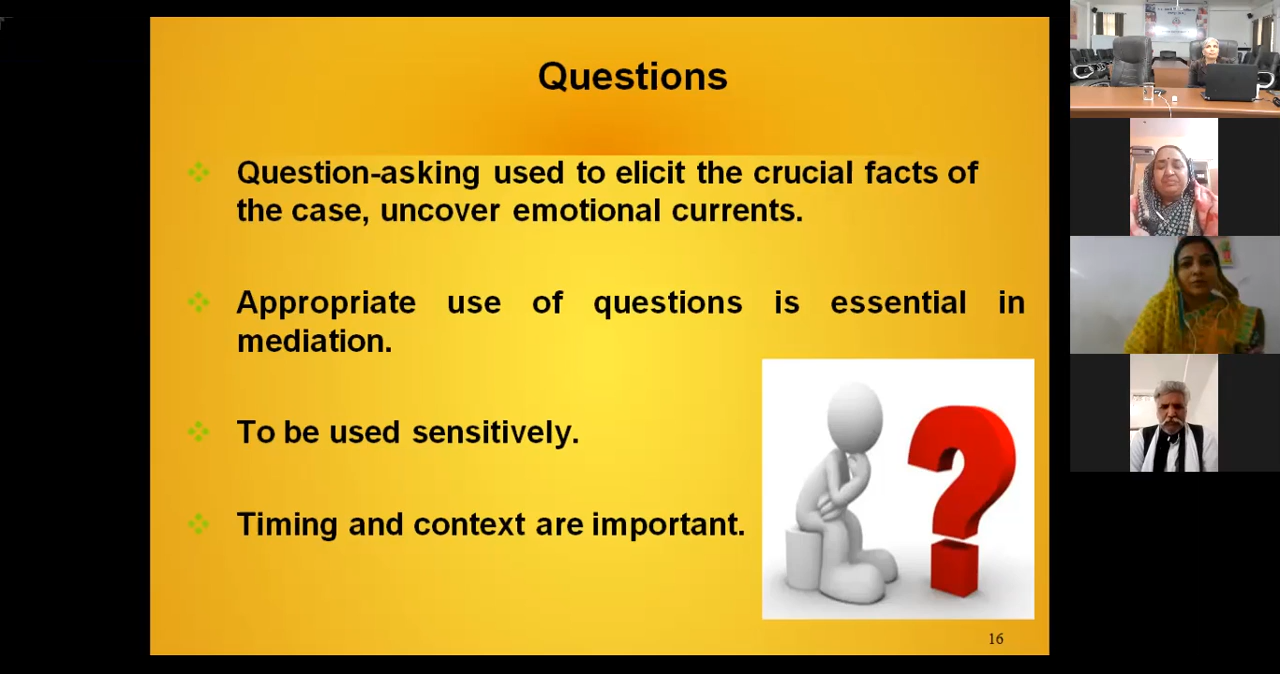 Questions
Question-asking used to elicit the crucial facts of
the case, uncover emotional currents.
Appropriate use of questions is essential in
mediation.
To be used sensitively.
Timing and context are important.
16